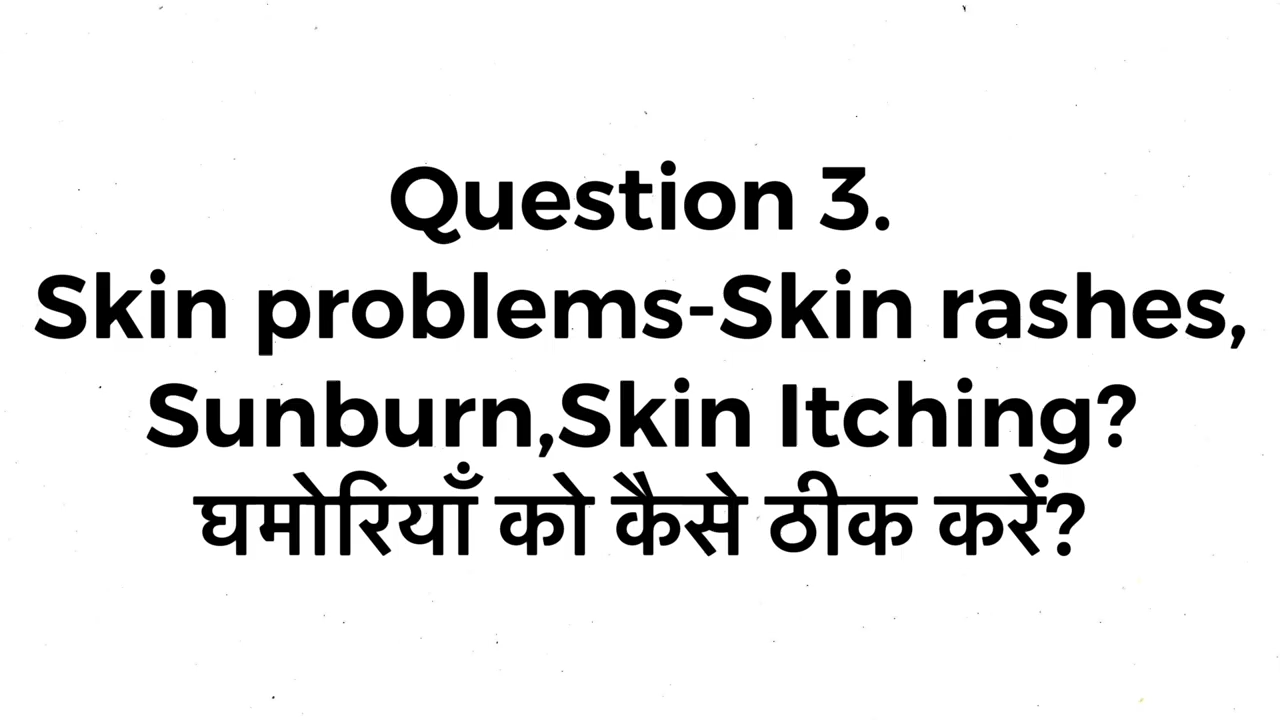 Question 3.
Skin problems-Skin rashes,
Sunburn,Skin Itching?
घमोरियाँ को कैसे ठीक करें?